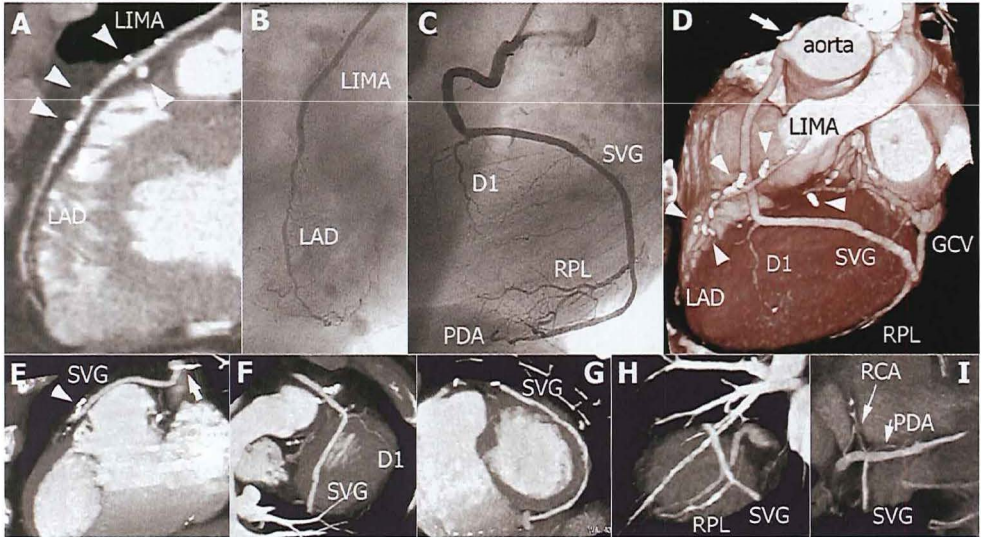 A
LIMA
LAD
B
LIMA
LAD
C
SVG
D1
RPL
PDA
D
aorta
LIMA
GCV
SVG
D1
LAD
RPL
E
SVG
F
D1
SVG
G
SVG
H
RPL
SVG
I
RCA
PDA
SVG